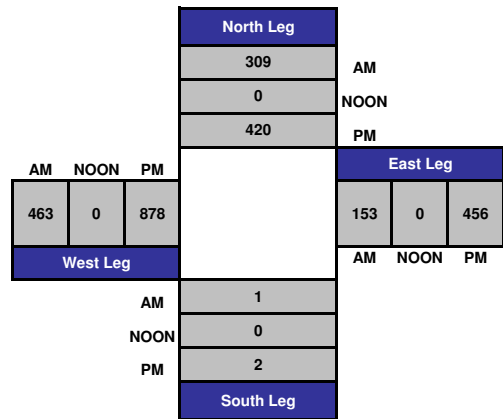 North Leg
309 AM
0 NOON
420 PM
AM NOON PM
East Leg
463 0 878
153 0 456
West Leg
AM NOON PM
AM 1
NOON 0
PM 2
South Leg